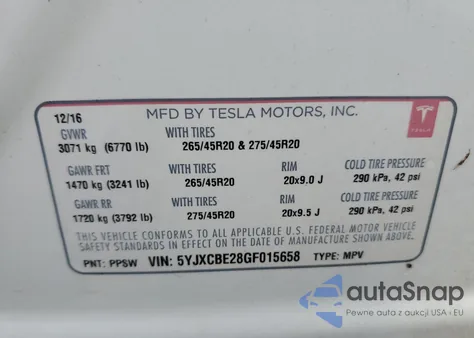 12/16 MFD BY TESLA MOTORS, INC.
GVWR WITH TIRES
3071 kg (6770 lb) 265/45R20 & 275/45R20
GAWR FRT WITH TIRES RIM COLD TIRE PRESSURE
1470 kg (3241 lb) 265/45R20 20x9.0 J 290 kPa, 42 psi
GAWR RR WITH TIRES RIM COLD TIRE PRESSURE
1720 kg (3792 lb) 275/45R20 20x9.5 J 290 kPa, 42 psi
THIS VEHICLE CONFORMS TO ALL APPLICABLE U.S. FEDERAL MOTOR VEHICLE
SAFETY STANDARDS IN EFFECT ON THE DATE OF MANUFACTURE SHOWN ABOVE.
PNT: PPSW VIN: 5YJXCBE28GF015658 TYPE: MPV
TESLA
autoSnap
Pewne auta z aukcji USA i EU